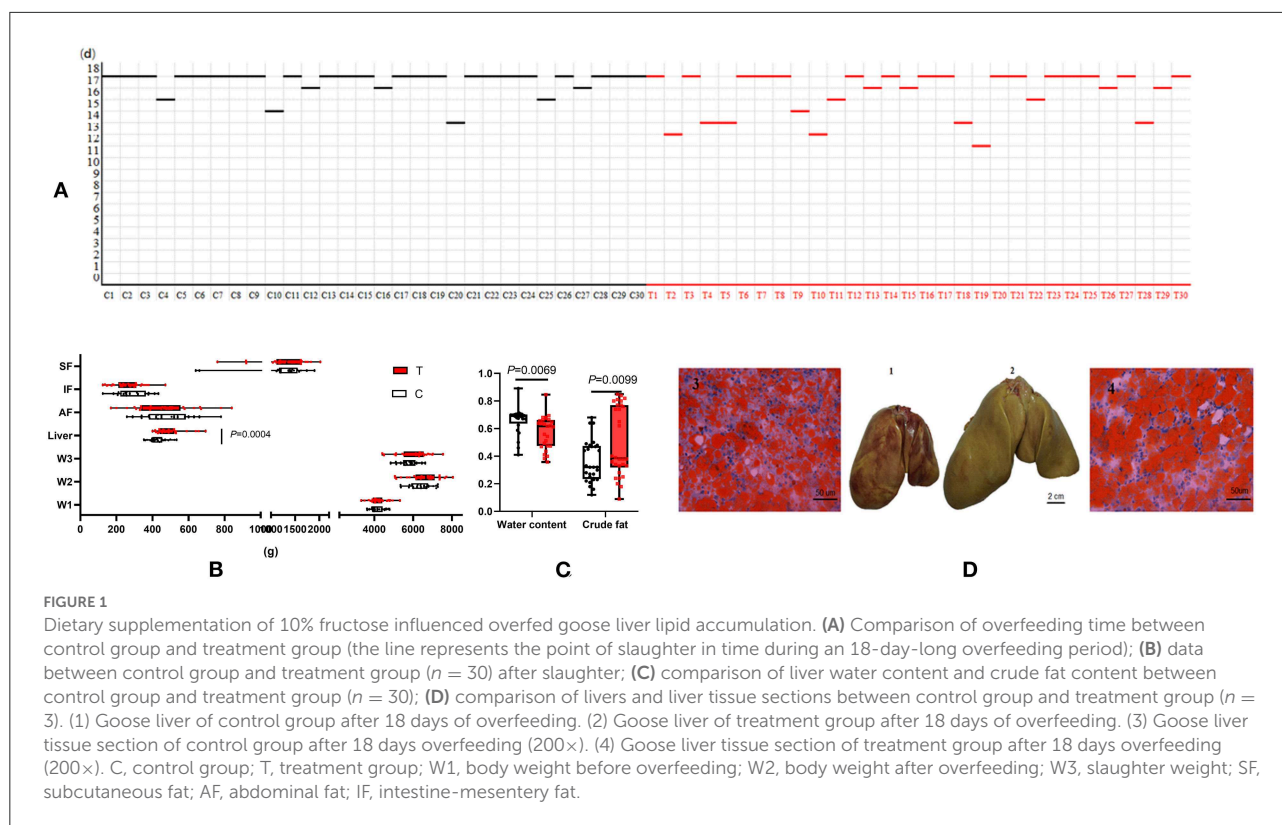 (d)
18
17
16
15
14
13
12
11
10
9
8
7
6
5
4
3
2
1
0
A
C1 C2 C3 C4 C5 C6 C7 C8 C9 C10 C11 C12 C13 C14 C15 C16 C17 C18 C19 C20 C21 C22 C23 C24 C25 C26 C27 C28 C29 C30 T1 T2 T3 T4 T5 T6 T7 T8 T9 T10 T11 T12 T13 T14 T15 T16 T17 T18 T19 T20 T21 T22 T23 T24 T25 T26 T27 T28 T29 T30
SF
IF
AF
Liver
W3
W2
W1
T
C
P=0.0004
0 200 400 600 800 1500 2000 4000 6000 8000
(g)
B
P=0.0069
P=0.0099
1.0
0.8
0.6
0.4
0.2
0.0
Water content Crude fat
C
3
50 um
1
2
2 cm
4
50um
D
FIGURE 1
Dietary supplementation of 10% fructose influenced overfed goose liver lipid accumulation. (A) Comparison of overfeeding time between
control group and treatment group (the line represents the point of slaughter in time during an 18-day-long overfeeding period); (B) data
between control group and treatment group (n = 30) after slaughter; (C) comparison of liver water content and crude fat content between
control group and treatment group (n = 30); (D) comparison of livers and liver tissue sections between control group and treatment group (n =
3). (1) Goose liver of control group after 18 days of overfeeding. (2) Goose liver of treatment group after 18 days of overfeeding. (3) Goose liver
tissue section of control group after 18 days overfeeding (200×). (4) Goose liver tissue section of treatment group after 18 days overfeeding
(200×). C, control group; T, treatment group; W1, body weight before overfeeding; W2, body weight after overfeeding; W3, slaughter weight; SF,
subcutaneous fat; AF, abdominal fat; IF, intestine-mesentery fat.